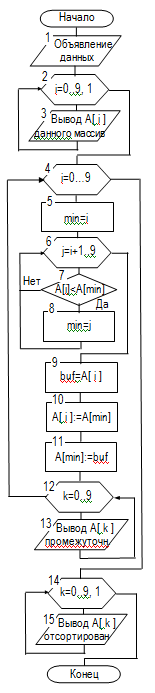 Начало
1
Объявление
данных
2
j=0..9, 1
3
Вывод A[,i ]
данного массив
4
j=0...9
5
min=i
6
j=i+1..9
7
Нет
A[j]<A[min]
Да
8
min=j
9
buf=A[ i ]
10
A[,i ]:=A[min]
11
A[min]:=buf
12
k=0..9
13
Вывод A[,k ]
промежуточн
14
k=0..9, 1
15
Вывод A[,k ]
отсортирован
Конец